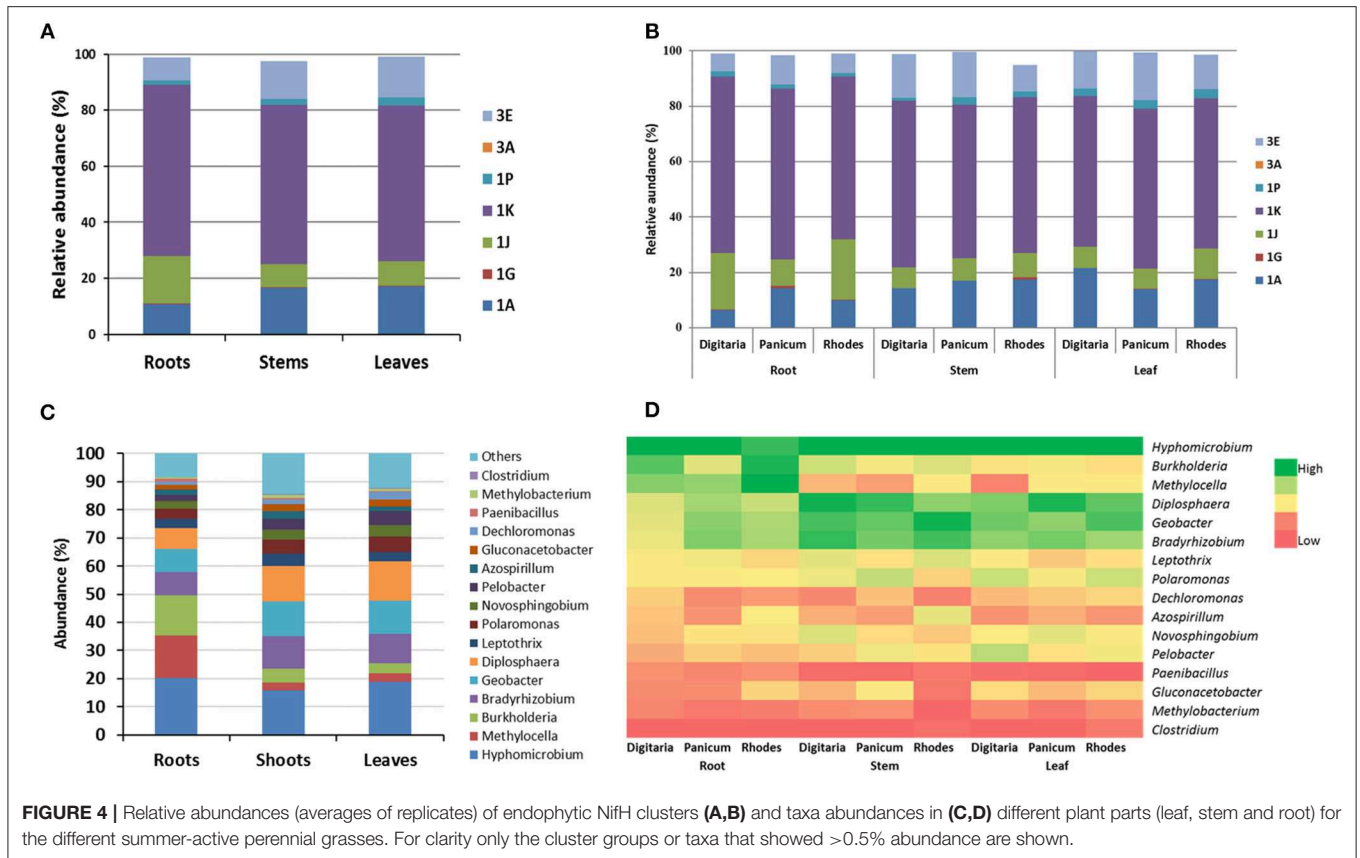 A
Relative abundance (%)
100
80
60
40
20
0
Roots Stems Leaves
3E
3A
1P
1K
1J
1G
1A
B
Relative aundance (%)
100
80
60
40
20
0
Digitaria Panicum Rhodes Digitaria Panicum Rhodes Digitaria Panicum Rhodes
Root Stem Leaf
3E
3A
1P
1K
1J
1G
1A
C
Abundance (%)
100
90
80
70
60
50
40
30
20
10
0
Roots Shoots Leaves
Others
Clostridium
Methylobacterium
Paenibacillus
Dechloromonas
Gluconacetobacter
Azospirillum
Pelobacter
Novosphingobium
Polaromonas
Leptothrix
Diplosphaera
Geobacter
Bradyrhizobium
Burkholderia
Methylocella
Hyphomicrobium
D
Hyphomicrobium
Burkholderia
Methylocella
Diplosphaera
Geobacter
Bradyrhizobium
Leptothrix
Polaromonas
Dechloromonas
Azospirillum
Novosphingobium
Pelobacter
Paenibacillus
Gluconacetobacter
Methylobacterium
Clostridium
High
Low
Digitaria Panicum Rhodes Digitaria Panicum Rhodes Digitaria Panicum Rhodes
Root Stem Leaf
FIGURE 4 | Relative abundances (averages of replicates) of endophytic NifH clusters (A,B) and taxa abundances in (C,D) different plant parts (leaf, stem and root) for
the different summer-active perennial grasses. For clarity only the cluster groups or taxa that showed >0.5% abundance are shown.